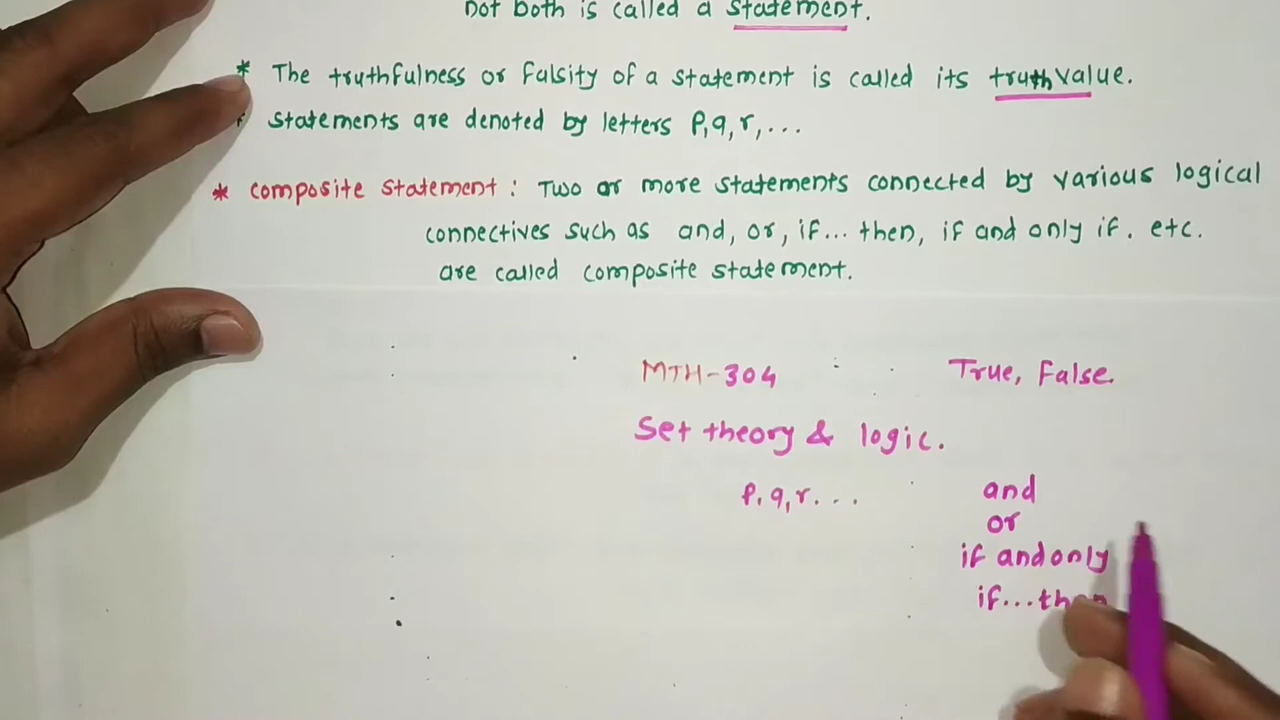 not both is called a statement.
* The truthfulness or falsity of a statement is called its truth value.
* statements are denoted by letters P, q, r, ...
* composite statement : Two or more statements connected by various logical
connectives such as and, or, if... then, if and only if. etc.
are called composite statement.
MTH-304
True, False.
Set theory & logic.
P, q, r...
and
or
if and only
if...then